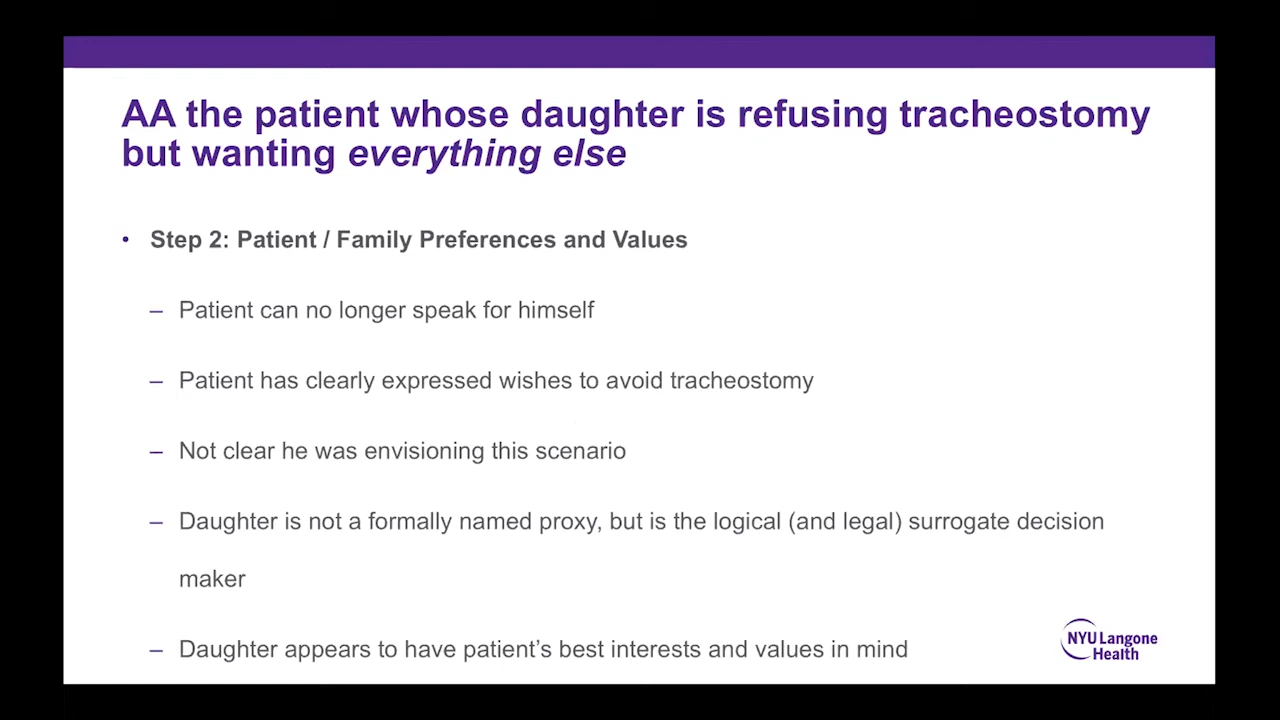 AA the patient whose daughter is refusing tracheostomy
but wanting everything else
• Step 2: Patient / Family Preferences and Values
– Patient can no longer speak for himself
– Patient has clearly expressed wishes to avoid tracheostomy
– Not clear he was envisioning this scenario
– Daughter is not a formally named proxy, but is the logical (and legal) surrogate decision
maker
– Daughter appears to have patient's best interests and values in mind
NYU Langone
Health